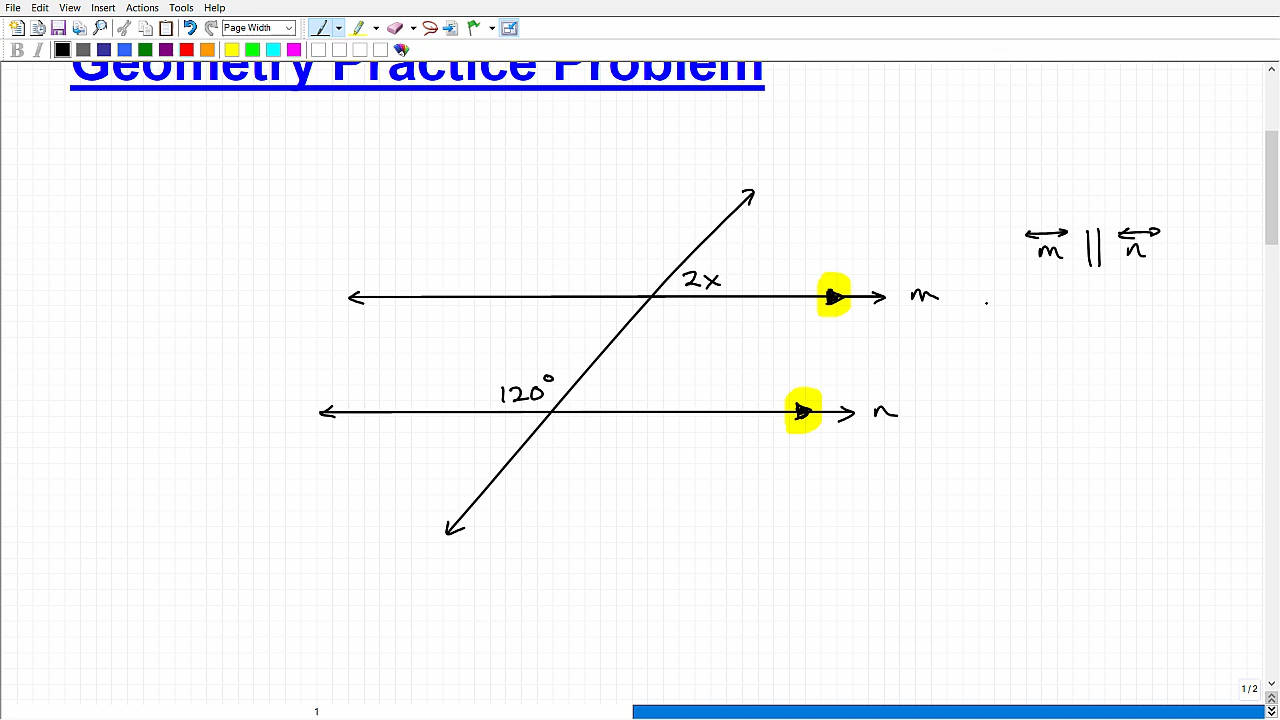 File Edit View Insert Actions Tools Help
Page Width
B I
Geometry Practice Problem
m || n
2x
m
120°
n
1/2
1